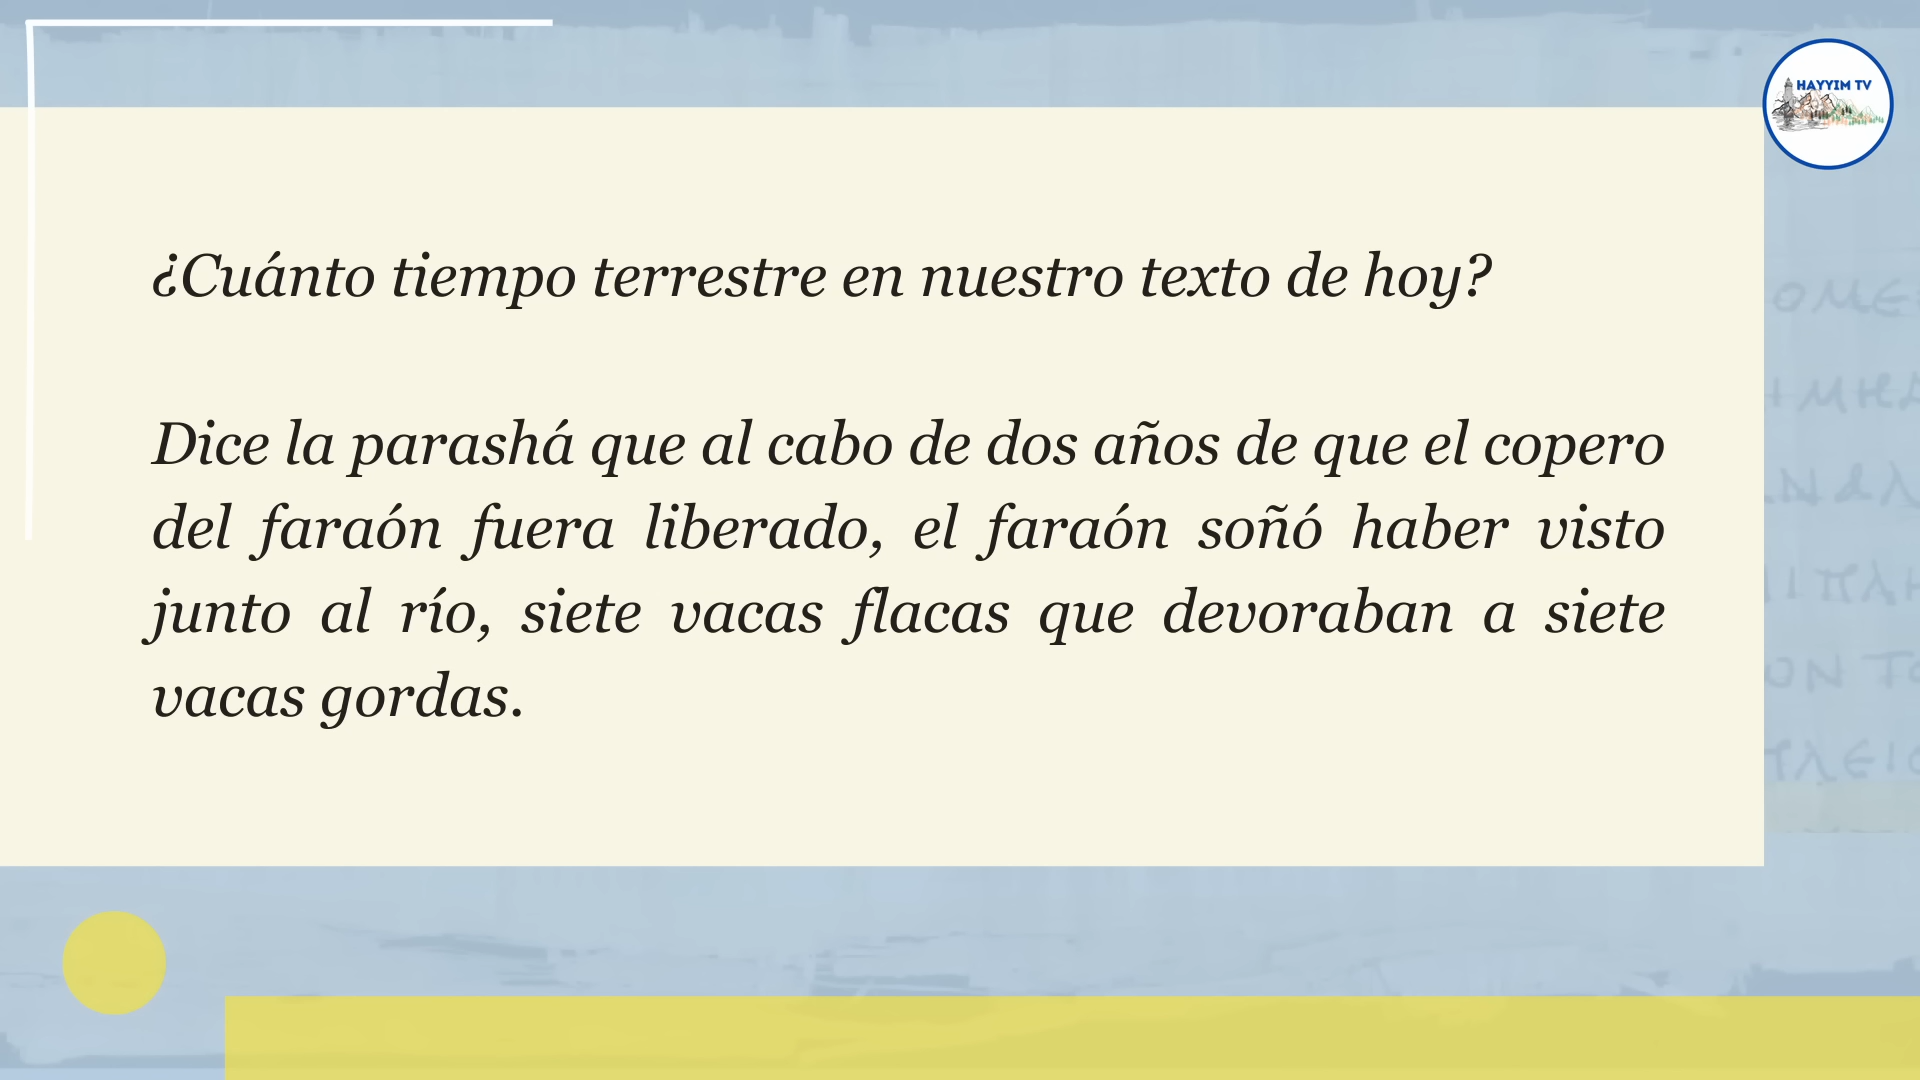 HAYYIM TV
¿Cuánto tiempo terrestre en nuestro texto de hoy?
Dice la parashá que al cabo de dos años de que el copero
del faraón fuera liberado, el faraón soñó haber visto
junto al río, siete vacas flacas que devoraban a siete
vacas gordas.